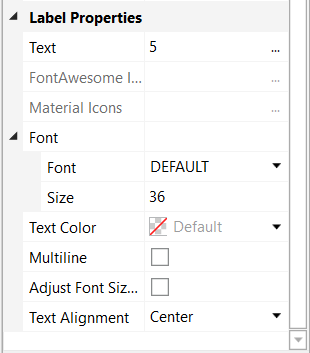 Label Properties
Text 5 ...
FontAwesome I... ...
Material Icons ...
Font
Font DEFAULT
Size 36
Text Color Default
Multiline
Adjust Font Siz...
Text Alignment Center